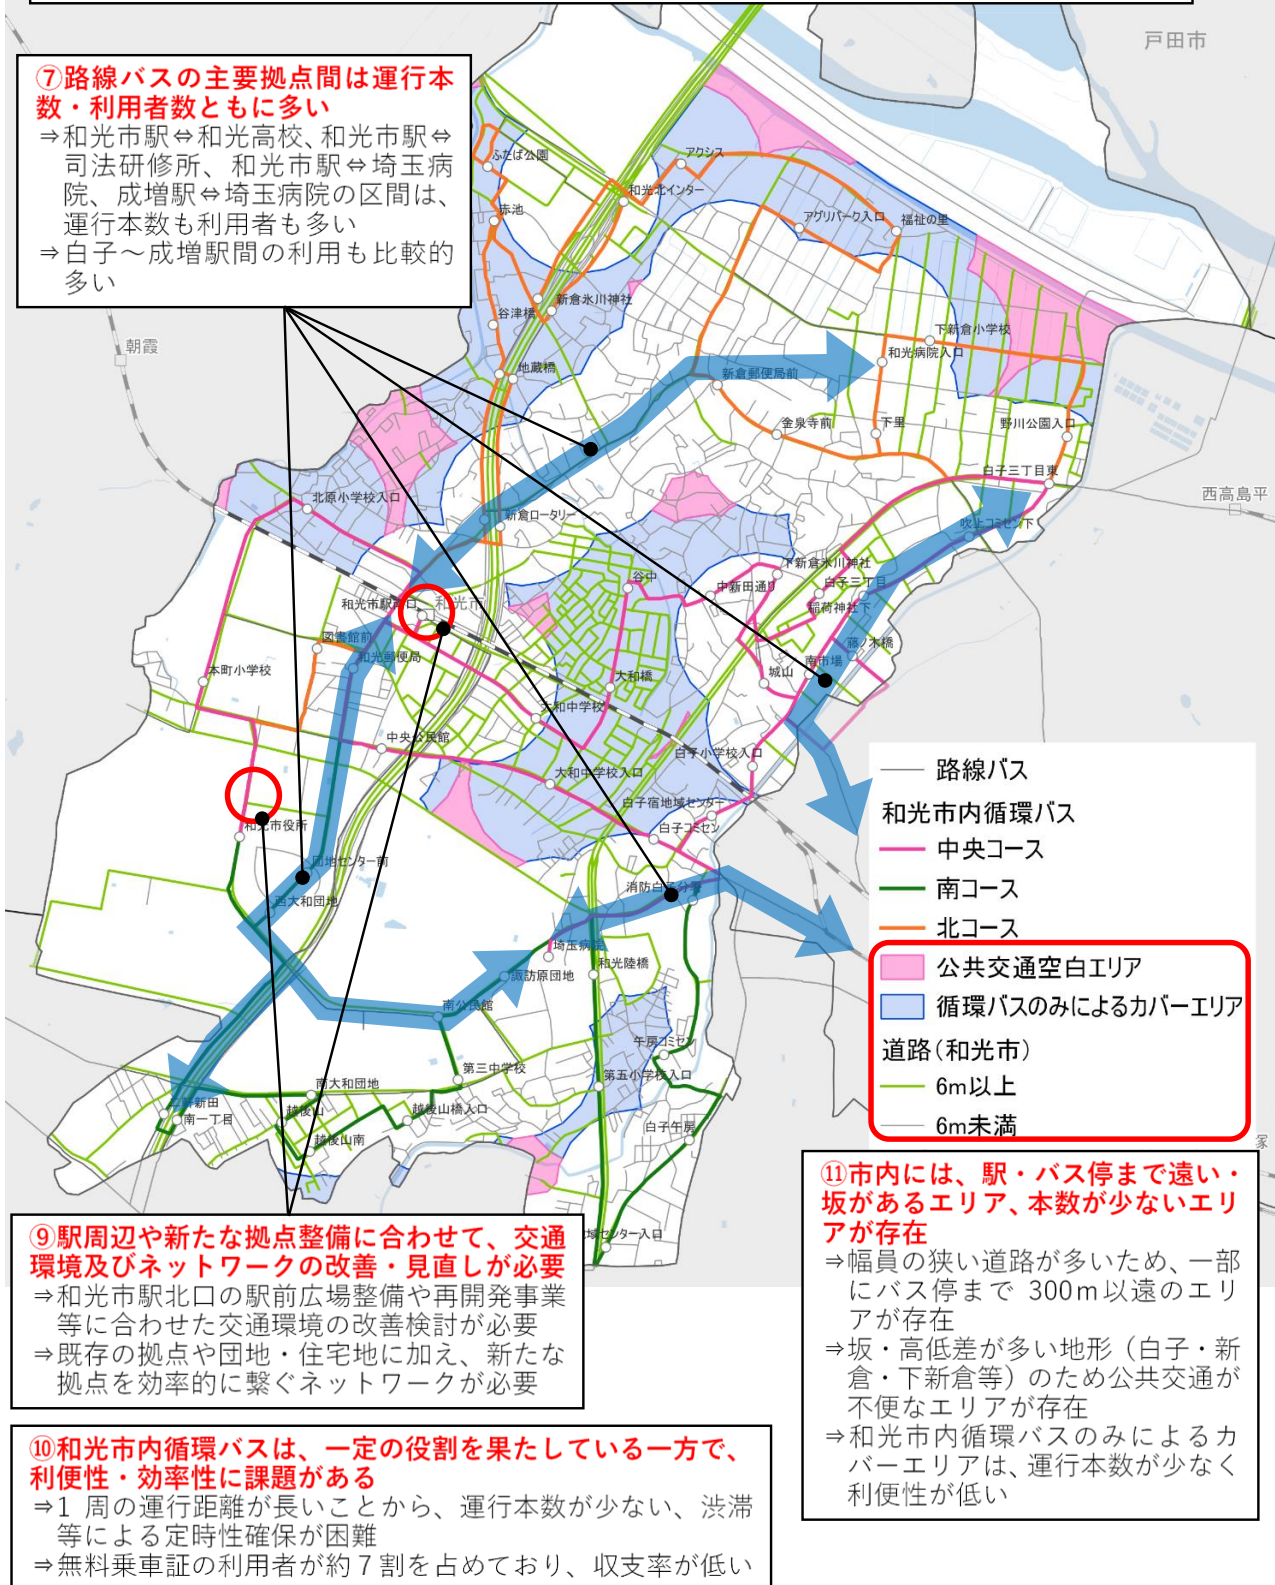 戸田市
⑦路線バスの主要拠点間は運行本
数・利用者数ともに多い
⇒和光市駅⇔和光高校、和光市駅⇔
司法研修所、和光市駅⇔埼玉病
院、成増駅⇔埼玉病院の区間は、
運行本数も利用者も多い
⇒白子～成増駅間の利用も比較的
多い
ふたば公園
アクシス
和光北インター
赤池
アグリパーク入口
福祉の里
新倉氷川神社
谷津橋
下新倉小学校
朝霞
和光病院入口
地蔵橋
新倉郵便局前
金泉寺前
下里
野川公園入口
白子三丁目東
西高島平
北原小学校入口
新倉ロータリー
吹上コミセン下
下新倉氷川神社
谷中
中新田通り
白子三丁目
和光市駅南口
和光市
稲荷神社下
図書館前
和光郵便局
藤ノ木橋
本町小学校
大和橋
城山
南市場
大和中学校
中央公民館
白子小学校入口
大和中学校入口
白子宿地域センター
和光市役所
白子コミセン
団地センター前
消防白子分署
西大和団地
埼玉病院
和光陸橋
諏訪原団地
南公民館
午房コミセン
第三中学校
第五小学校入口
南大和団地
新田
南一丁目
越後山
越後山橋入口
白子午房
越後山南
域センター入口
塚
路線バス
和光市内循環バス
中央コース
南コース
北コース
公共交通空白エリア
循環バスのみによるカバーエリア
道路（和光市）
6m以上
6m未満
⑨駅周辺や新たな拠点整備に合わせて、交通
環境及びネットワークの改善・見直しが必要
⇒和光市駅北口の駅前広場整備や再開発事業
等に合わせた交通環境の改善検討が必要
⇒既存の拠点や団地・住宅地に加え、新たな
拠点を効率的に繋ぐネットワークが必要
⑪市内には、駅・バス停まで遠い・
坂があるエリア、本数が少ないエリ
アが存在
⇒幅員の狭い道路が多いため、一部
にバス停まで 300m以遠のエリ
アが存在
⇒坂・高低差が多い地形（白子・新
倉・下新倉等）のため公共交通が
不便なエリアが存在
⇒和光市内循環バスのみによるカ
バーエリアは、運行本数が少なく
利便性が低い
⑩和光市内循環バスは、一定の役割を果たしている一方で、
利便性・効率性に課題がある
⇒1 周の運行距離が長いことから、運行本数が少ない、渋滞
等による定時性確保が困難
⇒無料乗車証の利用者が約７割を占めており、収支率が低い